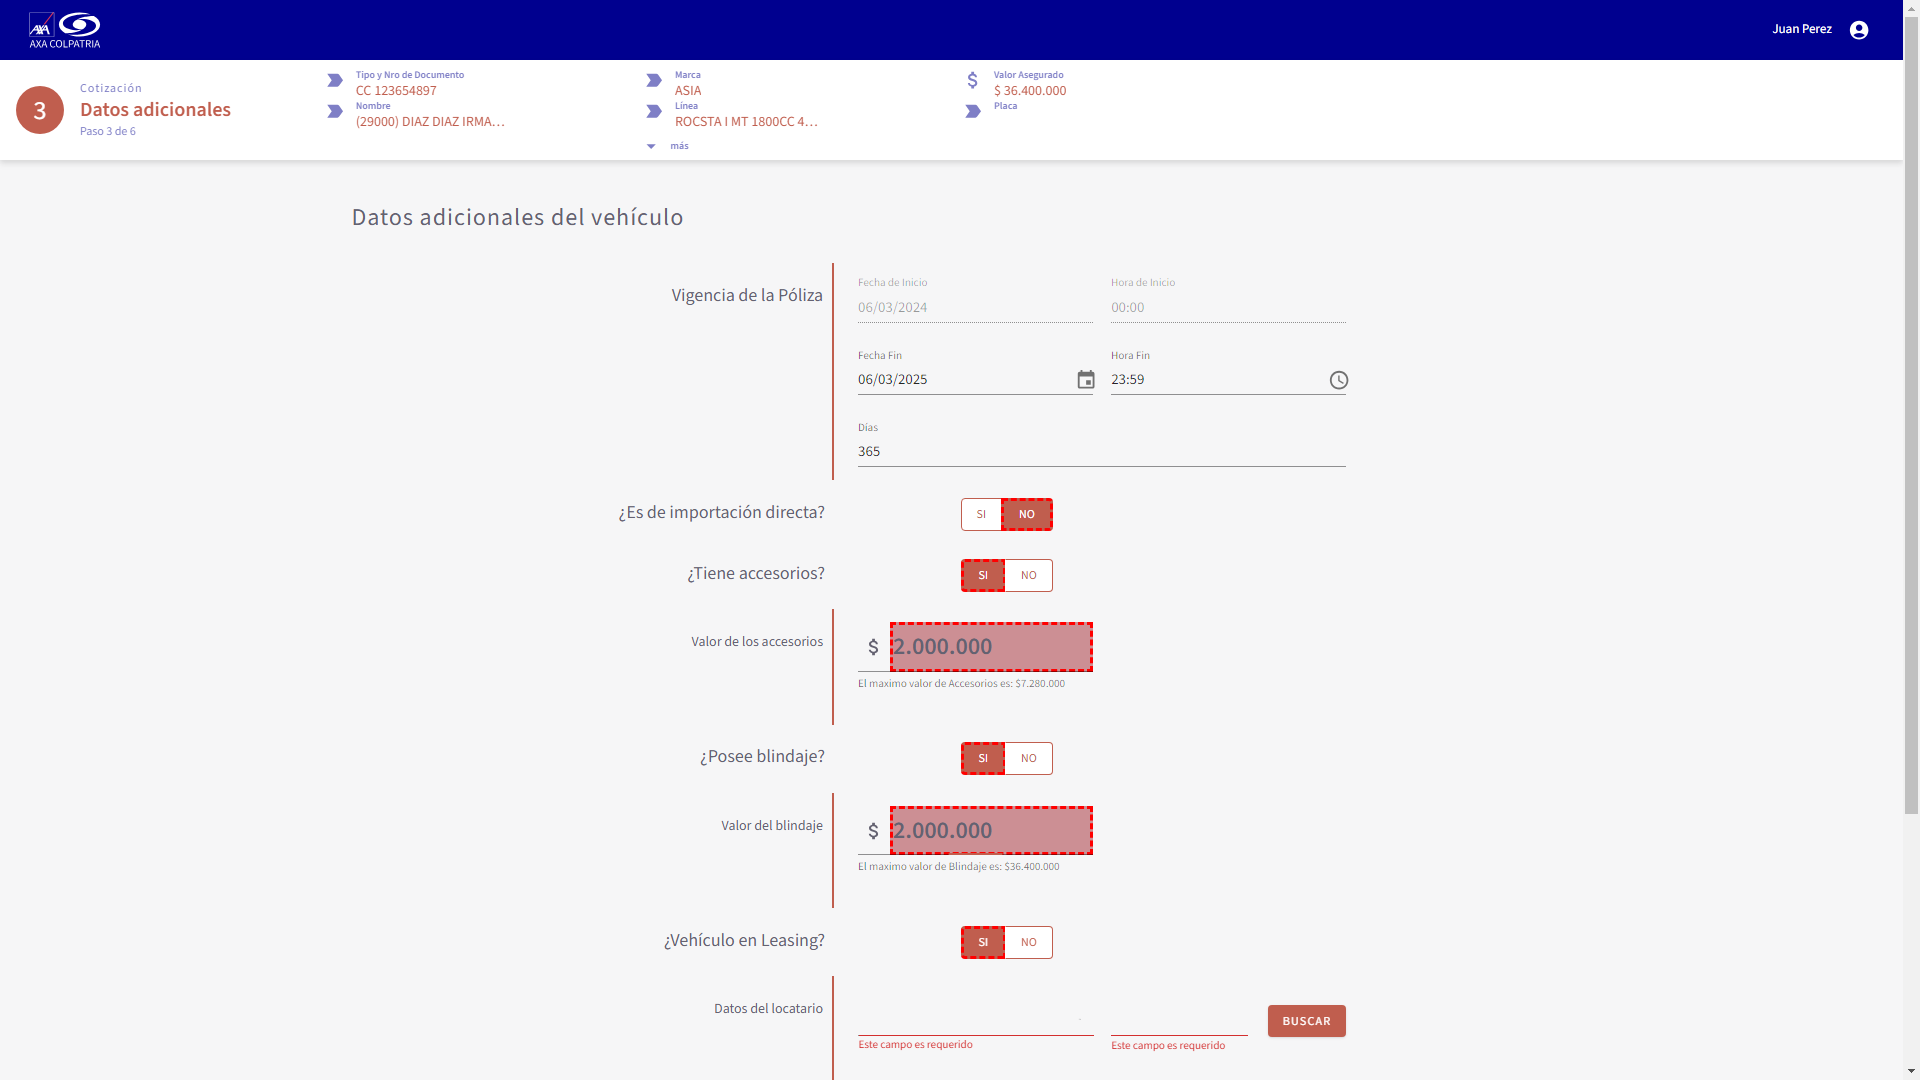 AXA
AXA COLPATRIA
Juan Perez
3
Cotización
Datos adicionales
Paso 3 de 6
Tipo y Nro de Documento
CC 123654897
Nombre
(29000) DIAZ DIAZ IRMA...
Marca
ASIA
Línea
ROCSTA I MT 1800CC 4...
más
Valor Asegurado
$ 36.400.000
Placa
Datos adicionales del vehículo
Vigencia de la Póliza
Fecha de Inicio
06/03/2024
Hora de Inicio
00:00
Fecha Fin
06/03/2025
Hora Fin
23:59
Días
365
¿Es de importación directa?
SI NO
¿Tiene accesorios?
SI NO
Valor de los accesorios
$ 2.000.000
El maximo valor de Accesorios es: $7.280.000
¿Posee blindaje?
SI NO
Valor del blindaje
$ 2.000.000
El maximo valor de Blindaje es: $36.400.000
¿Vehículo en Leasing?
SI NO
Datos del locatario
BUSCAR
Este campo es requerido
Este campo es requerido